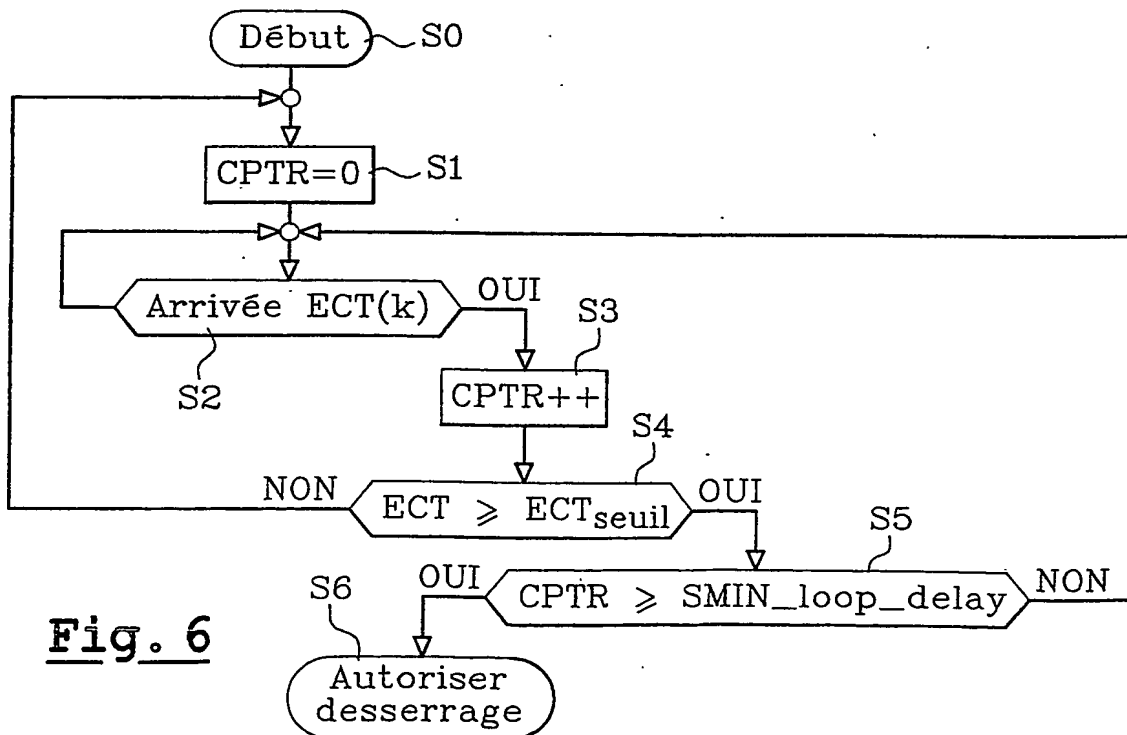 Début
S0
CPTR=0
S1
Arrivée ECT(k)
OUI
S2
S3
CPTR++
S4
NON
ECT ⩾ ECTseuil
OUI
S5
OUI
CPTR ⩾ SMIN_loop_delay
NON
S6
Autoriser
desserrage
Fig. 6